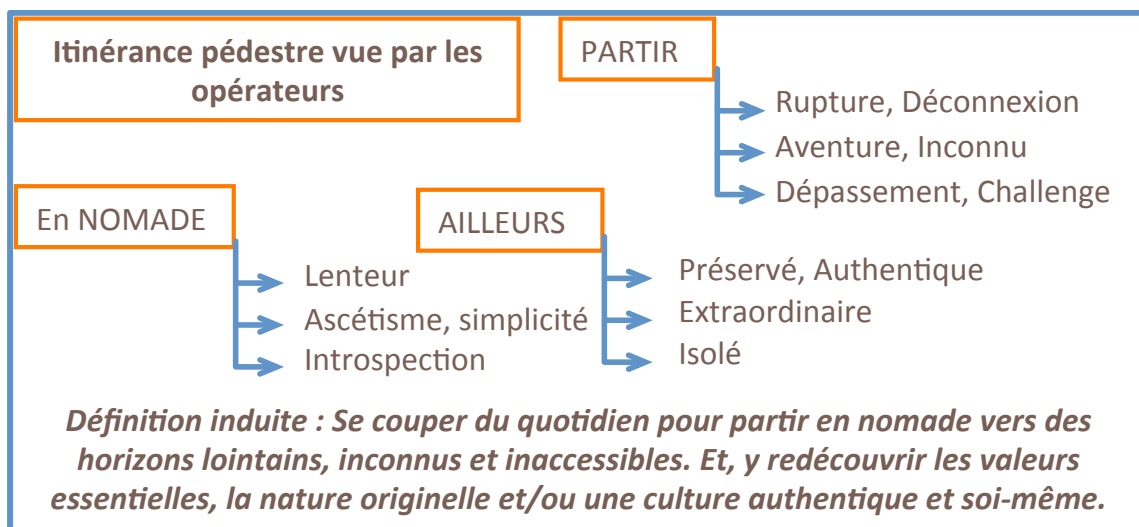 Itinérance pédestre vue par les
opérateurs
PARTIR
Rupture, Déconnexion
Aventure, Inconnu
Dépassement, Challenge
En NOMADE
Lenteur
Ascétisme, simplicité
Introspection
AILLEURS
Préservé, Authentique
Extraordinaire
Isolé
Définition induite : Se couper du quotidien pour partir en nomade vers des
horizons lointains, inconnus et inaccessibles. Et, y redécouvrir les valeurs
essentielles, la nature originelle et/ou une culture authentique et soi-même.